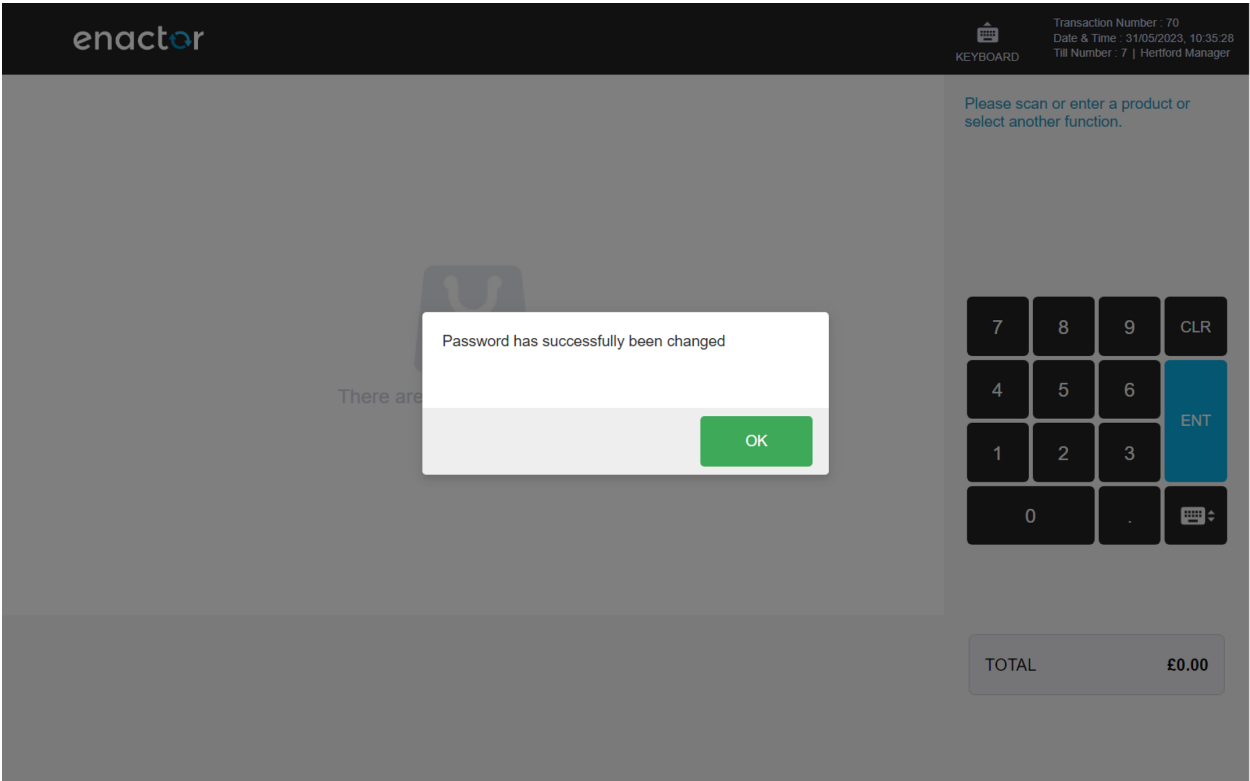 enactor
KEYBOARD
Transaction Number : 70
Date & Time : 31/05/2023, 10:35:28
Till Number : 7 | Hertford Manager
Please scan or enter a product or
select another function.
There are
Password has successfully been changed
OK
7 8 9 CLR
4 5 6
ENT
1 2 3
0 .
TOTAL £0.00